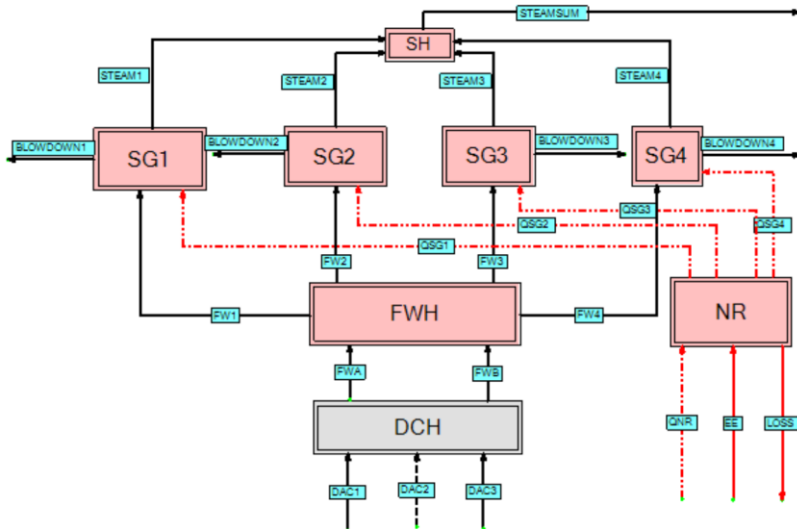 STEAMSUM
SH
STEAM1
STEAM2
STEAM3
STEAM4
BLOWDOWN1
SG1
BLOWDOWN2
SG2
SG3
BLOWDOWN3
SG4
BLOWDOWN4
QSG1
QSG2
QSG3
QSG4
FW2
FW3
FW1
FWH
FW4
NR
FWA
FWB
DCH
QNR
EE
LOSS
DAC1
DAC2
DAC3